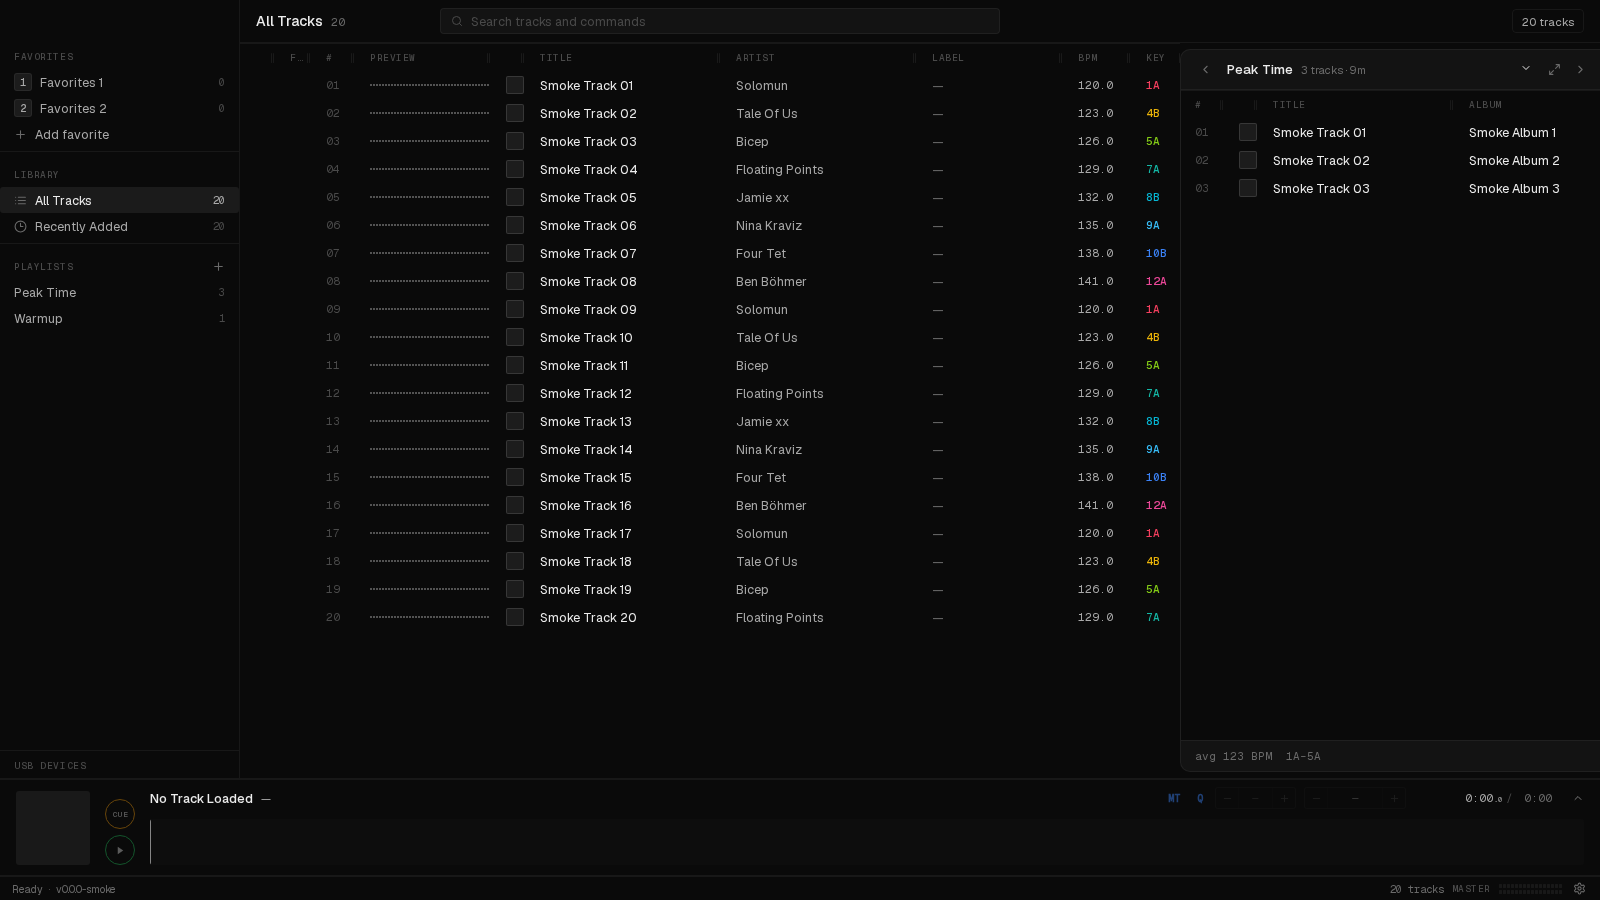 All Tracks 20
Search tracks and commands
20 tracks
FAVORITES
1 Favorites 1 0
2 Favorites 2 0
+ Add favorite
LIBRARY
All Tracks 20
Recently Added 20
PLAYLISTS +
Peak Time 3
Warmup 1
USB DEVICES
F… # PREVIEW TITLE ARTIST LABEL BPM KEY
01 Smoke Track 01 Solomun — 120.0 1A
02 Smoke Track 02 Tale Of Us — 123.0 4B
03 Smoke Track 03 Bicep — 126.0 5A
04 Smoke Track 04 Floating Points — 129.0 7A
05 Smoke Track 05 Jamie xx — 132.0 8B
06 Smoke Track 06 Nina Kraviz — 135.0 9A
07 Smoke Track 07 Four Tet — 138.0 10B
08 Smoke Track 08 Ben Böhmer — 141.0 12A
09 Smoke Track 09 Solomun — 120.0 1A
10 Smoke Track 10 Tale Of Us — 123.0 4B
11 Smoke Track 11 Bicep — 126.0 5A
12 Smoke Track 12 Floating Points — 129.0 7A
13 Smoke Track 13 Jamie xx — 132.0 8B
14 Smoke Track 14 Nina Kraviz — 135.0 9A
15 Smoke Track 15 Four Tet — 138.0 10B
16 Smoke Track 16 Ben Böhmer — 141.0 12A
17 Smoke Track 17 Solomun — 120.0 1A
18 Smoke Track 18 Tale Of Us — 123.0 4B
19 Smoke Track 19 Bicep — 126.0 5A
20 Smoke Track 20 Floating Points — 129.0 7A
Peak Time 3 tracks · 9m
# TITLE ALBUM
01 Smoke Track 01 Smoke Album 1
02 Smoke Track 02 Smoke Album 2
03 Smoke Track 03 Smoke Album 3
avg 123 BPM 1A–5A
CUE
No Track Loaded —
MT Q − — + − — +
0:00.0 / 0:00
Ready · v0.0.0-smoke
20 tracks MASTER